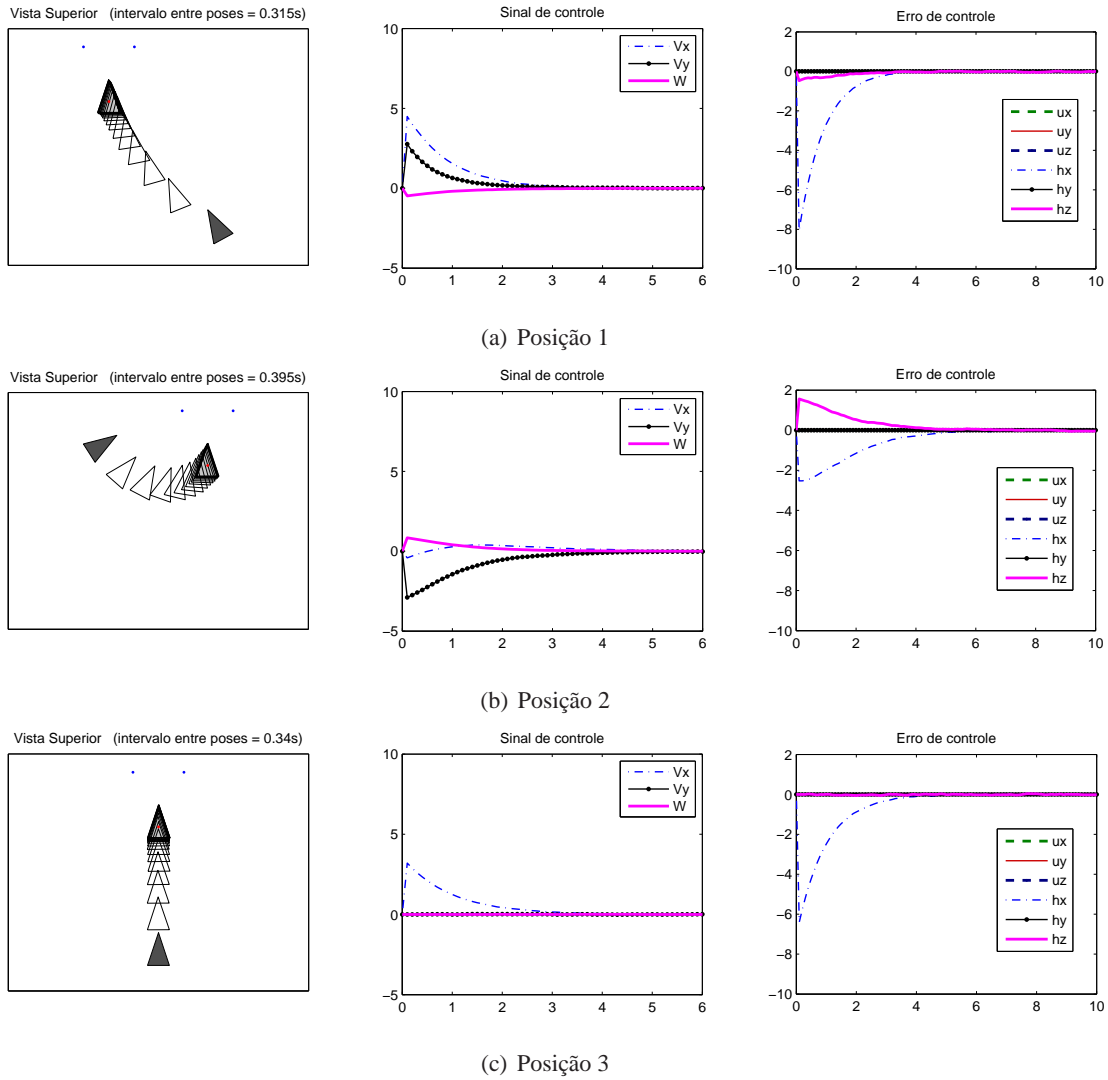 Vista Superior (intervalo entre poses = 0.315s)
Sinal de controle
10
5
0
−5
0 1 2 3 4 5 6
Vx
Vy
W
Erro de controle
2
0
−2
−4
−6
−8
−10
0 2 4 6 8 10
ux
uy
uz
hx
hy
hz
(a) Posição 1
Vista Superior (intervalo entre poses = 0.395s)
Sinal de controle
10
5
0
−5
0 1 2 3 4 5 6
Vx
Vy
W
Erro de controle
2
0
−2
−4
−6
−8
−10
0 2 4 6 8 10
ux
uy
uz
hx
hy
hz
(b) Posição 2
Vista Superior (intervalo entre poses = 0.34s)
Sinal de controle
10
5
0
−5
0 1 2 3 4 5 6
Vx
Vy
W
Erro de controle
2
0
−2
−4
−6
−8
−10
0 2 4 6 8 10
ux
uy
uz
hx
hy
hz
(c) Posição 3